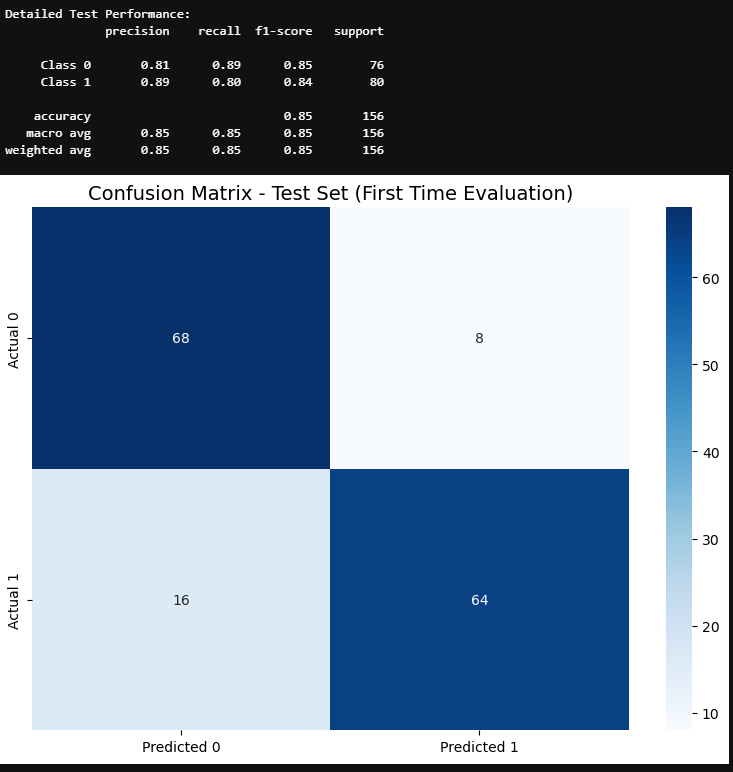 Detailed Test Performance:
precision recall f1-score support
Class 0 0.81 0.89 0.85 76
Class 1 0.89 0.80 0.84 80
accuracy 0.85 156
macro avg 0.85 0.85 0.85 156
weighted avg 0.85 0.85 0.85 156
Confusion Matrix - Test Set (First Time Evaluation)
Actual 0
68
8
Actual 1
16
64
Predicted 0
Predicted 1
60
50
40
30
20
10